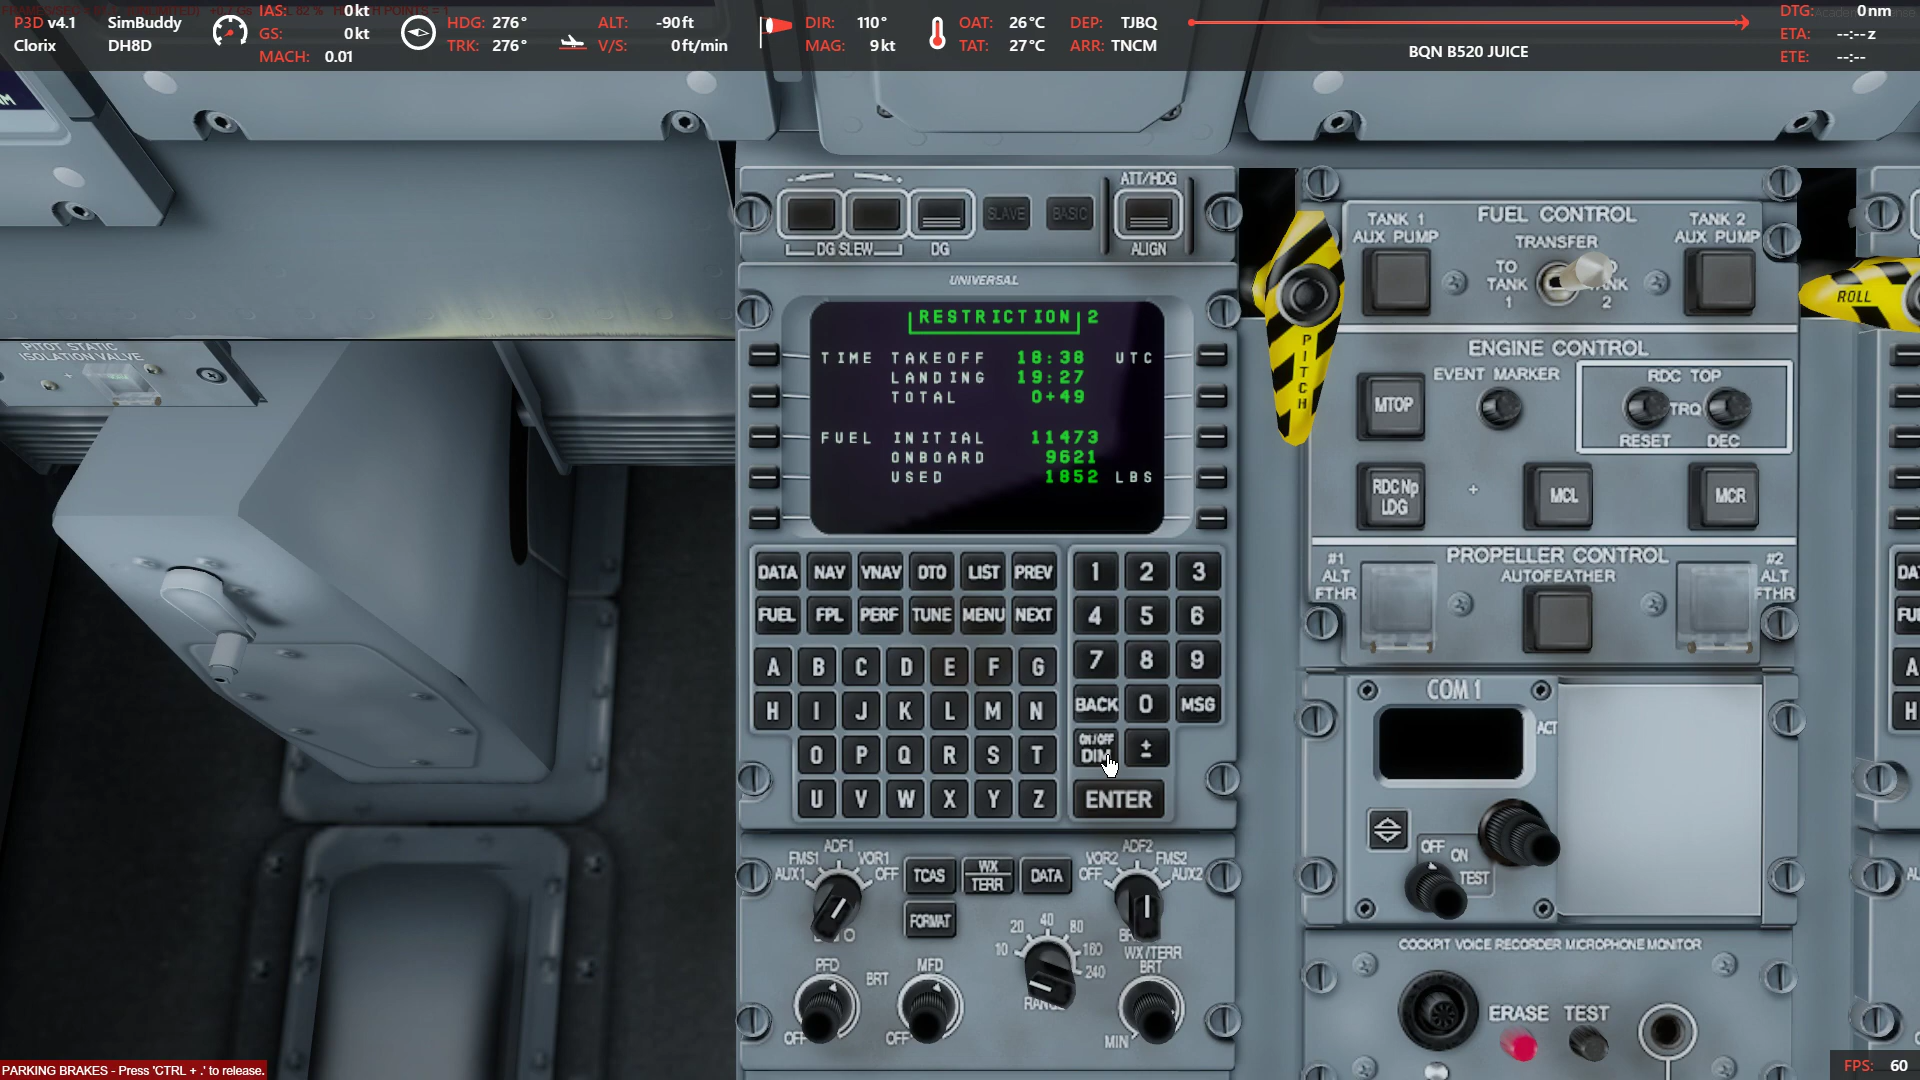 P3D v4.1
Clorix
SimBuddy
DH8D
IAS: 0kt
GS: 0kt
MACH: 0.01
HDG: 276°
TRK: 276°
ALT: -90ft
V/S: 0ft/min
DIR: 110°
MAG: 9kt
OAT: 26°C
TAT: 27°C
DEP: TJBQ
ARR: TNCM
BQN B520 JUICE
DTG: 0nm
ETA: --:--z
ETE: --:--
ATT/HDG
SLAVE
BASIC
DG SLEW
DG
ALIGN
UNIVERSAL
RESTRICTION 2
TIME TAKEOFF 18:38 UTC
LANDING 19:27
TOTAL 0+49
FUEL INITIAL 11473
ONBOARD 9621
USED 1852 LBS
DATA NAV VNAV DTO LIST PREV
FUEL FPL PERF TUNE MENU NEXT
A B C D E F G
H I J K L M N
O P Q R S T
U V W X Y Z
1 2 3
4 5 6
7 8 9
BACK 0 MSG
ON/OFF
DIM ±
ENTER
PITOT STATIC
ISOLATION VALVE
PITCH
ROLL
FUEL CONTROL
TANK 1
AUX PUMP
TRANSFER
TANK 2
AUX PUMP
TO
TANK
1
2
ENGINE CONTROL
EVENT MARKER
RDC TOP
MTOP
TRQ
RESET
DEC
RDC Np
LDG
MCL
MCR
PROPELLER CONTROL
#1
ALT
FTHR
AUTOFEATHER
#2
ALT
FTHR
COM 1
ACT
OFF
ON
TEST
ADF1
FMS1
VOR1
AUX1
OFF
TCAS
WX
TERR
DATA
FORMAT
ADF2
VOR2
FMS2
OFF
AUX2
10 20 40 80 160 240
WX/TERR
BRT
PFD
BRT
MFD
OFF
OFF
MIN
COCKPIT VOICE RECORDER MICROPHONE MONITOR
ERASE
TEST
PARKING BRAKES - Press 'CTRL + .' to release.
FPS: 60